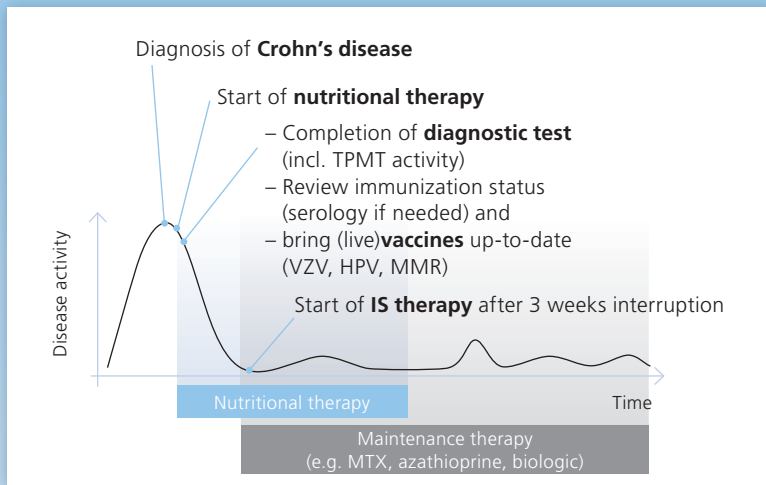 Diagnosis of Crohn's disease
Start of nutritional therapy
– Completion of diagnostic test
(incl. TPMT activity)
– Review immunization status
(serology if needed) and
– bring (live)vaccines up-to-date
(VZV, HPV, MMR)
Disease activity
Start of IS therapy after 3 weeks interruption
Nutritional therapy
Time
Maintenance therapy
(e.g. MTX, azathioprine, biologic)